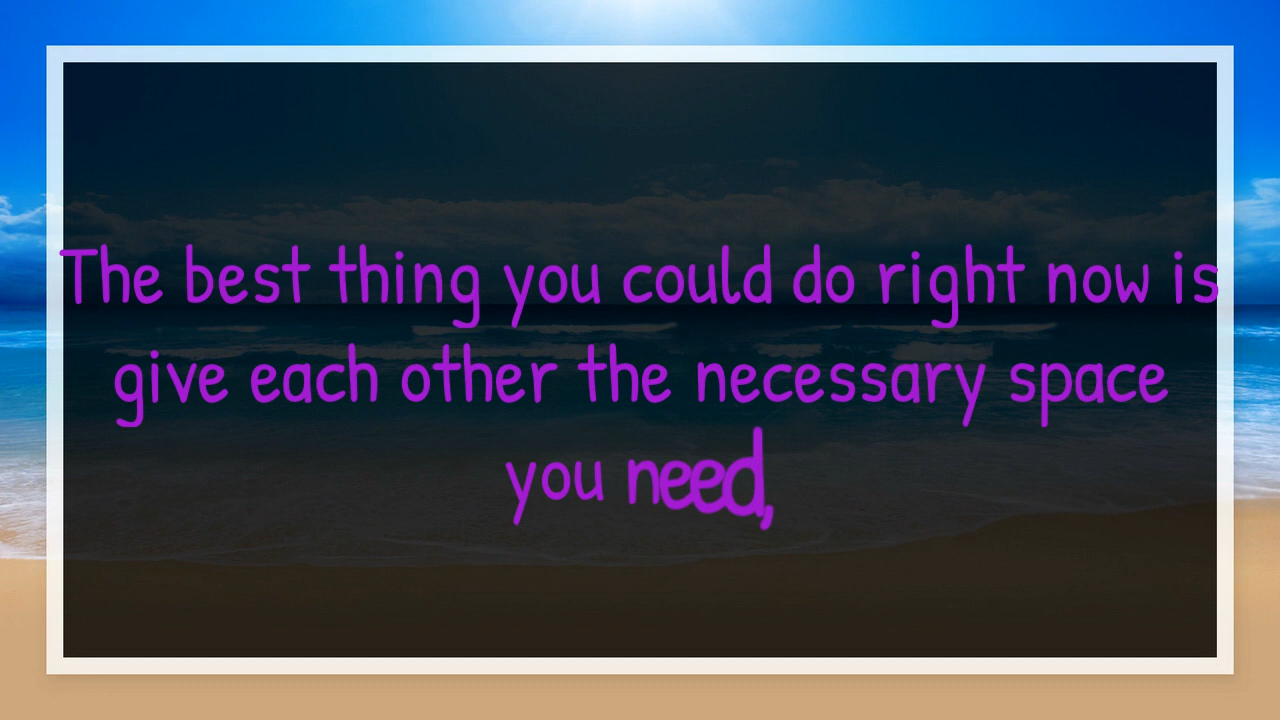 The best thing you could do right now is
give each other the necessary space
you need,